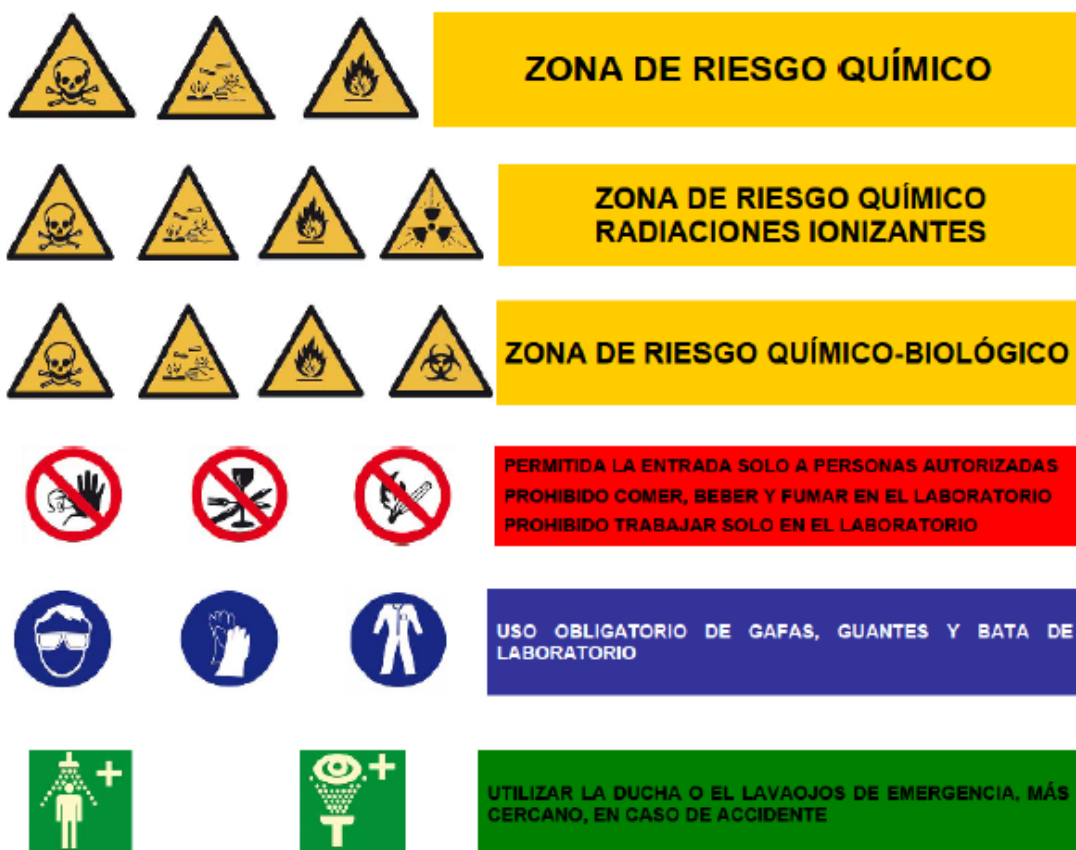 ZONA DE RIESGO QUÍMICO
ZONA DE RIESGO QUÍMICO
RADIACIONES IONIZANTES
ZONA DE RIESGO QUÍMICO-BIOLÓGICO
PERMITIDA LA ENTRADA SOLO A PERSONAS AUTORIZADAS
PROHIBIDO COMER, BEBER Y FUMAR EN EL LABORATORIO
PROHIBIDO TRABAJAR SOLO EN EL LABORATORIO
USO OBLIGATORIO DE GAFAS, GUANTES Y BATA DE
LABORATORIO
UTILIZAR LA DUCHA O EL LAVAOJOS DE EMERGENCIA, MÁS
CERCANO, EN CASO DE ACCIDENTE